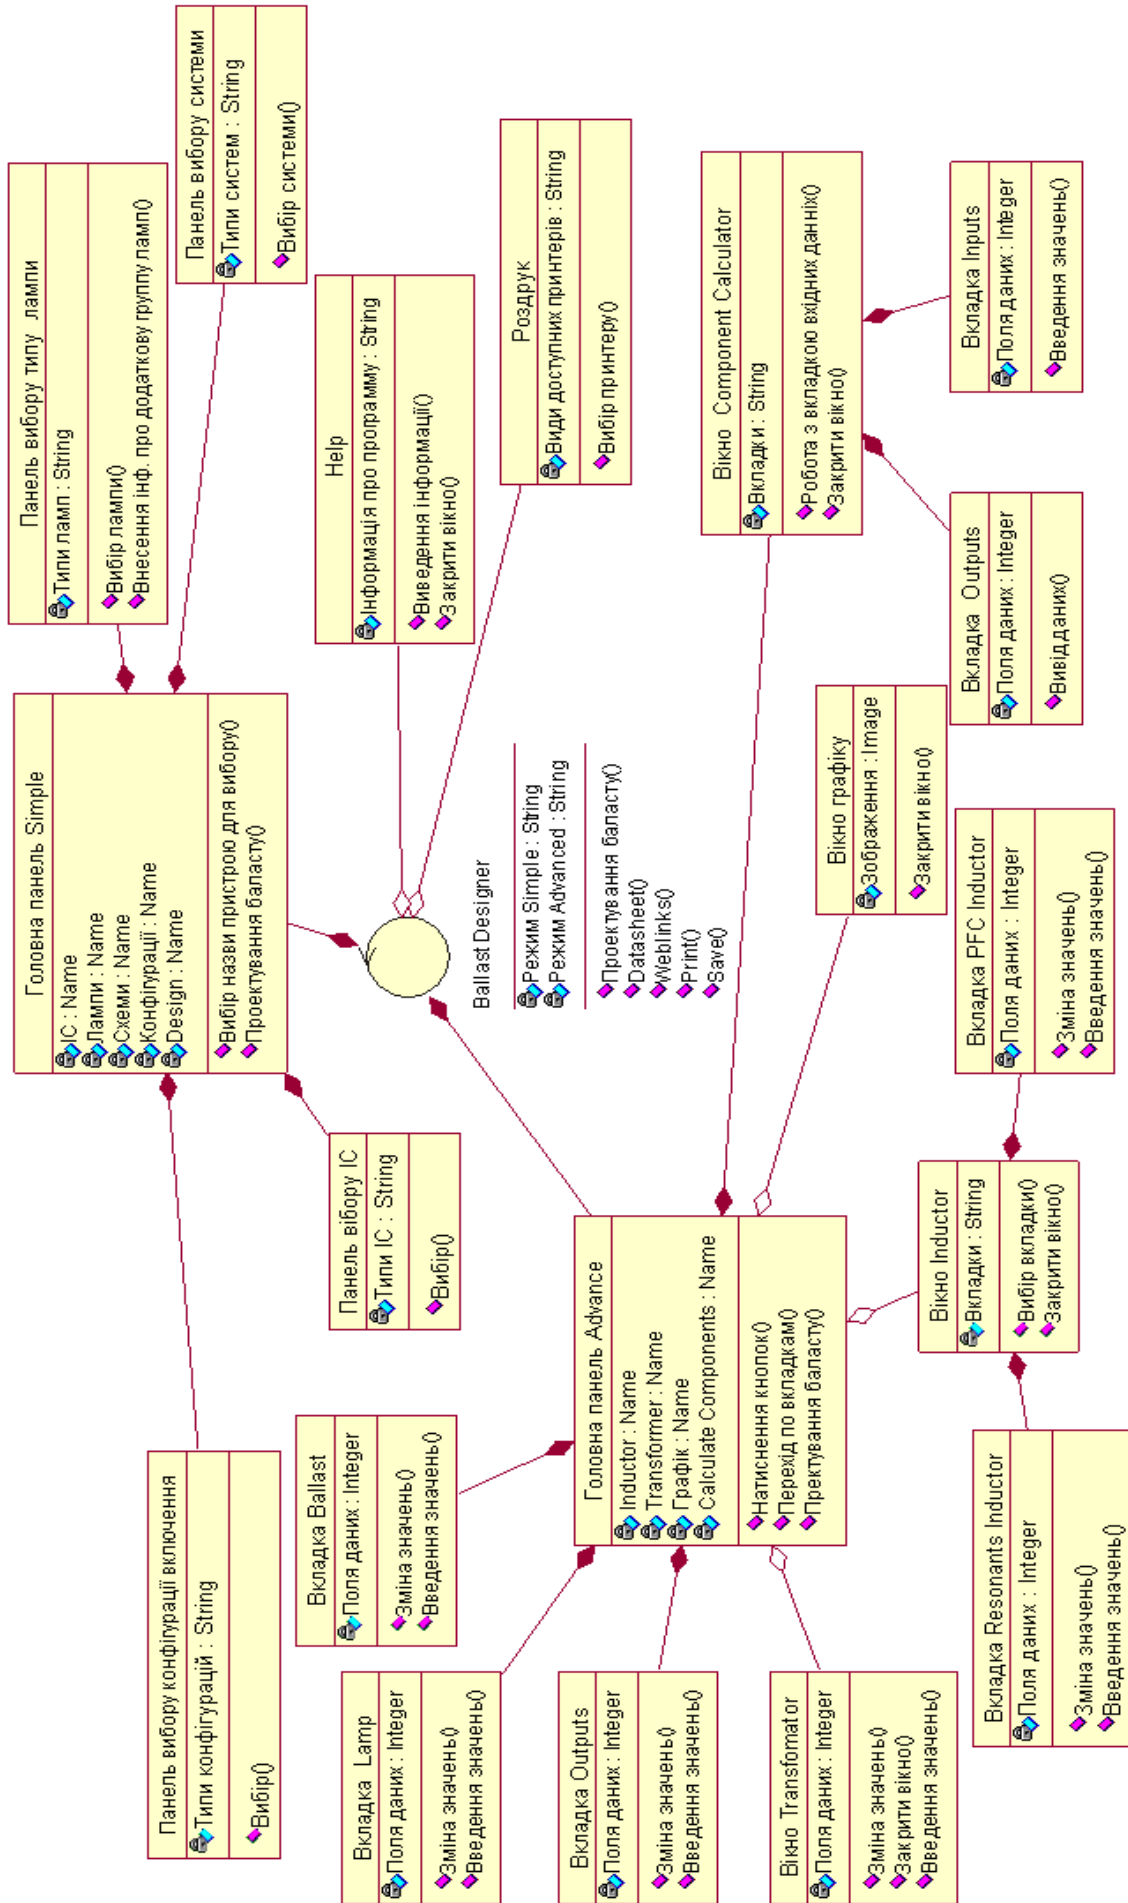 Панель вибору конфігурації включення
Типи конфігурацій : String
Вибір()
Головна панель Simple
IC : Name
Лампи : Name
Схеми : Name
Конфігурації : Name
Design : Name
Вибір назви пристрою для вибору()
Проектування баласту()
Панель вибору типу лампи
Типи ламп : String
Вибір лампи()
Внесення інф. про додаткову группу ламп()
Панель вибору системи
Типи систем : String
Вибір системи()
Панель вібору IC
Типи IC : String
Вибір()
Help
Інформація про программу : String
Виведення інформації()
Закрити вікно()
Роздрук
Види доступних принтерів : String
Вибір принтеру()
Ballast Designer
Режим Simple : String
Режим Advanced : String
Проектування баласту()
Datasheet()
Weblinks()
Print()
Save()
Вкладка Ballast
Поля даних : Integer
Зміна значень()
Введення значень()
Вкладка Lamp
Поля даних : Integer
Зміна значень()
Введення значень()
Вкладка Outputs
Поля даних : Integer
Зміна значень()
Введення значень()
Вікно Transfomator
Поля даних : Integer
Зміна значень()
Закрити вікно()
Введення значень()
Головна панель Advance
Inductor : Name
Transformer : Name
Графік : Name
Calculate Components : Name
Натиснення кнопок()
Перехід по вкладкам()
Пректування баласту()
Вікно Component Calculator
Вкладки : String
Робота з вкладкою вхідних данніх()
Закрити вікно()
Вкладка Inputs
Поля даних : Integer
Введення значень()
Вкладка Outputs
Поля даних : Integer
Вивід даних()
Вікно графіку
Зображення : Image
Закрити вікно()
Вікно Inductor
Вкладки : String
Вибір вкладки()
Закрити вікно()
Вкладка PFC Inductor
Поля даних : Integer
Зміна значень()
Введення значень()
Вкладка Resonants Inductor
Поля даних : Integer
Зміна значень()
Введення значень()